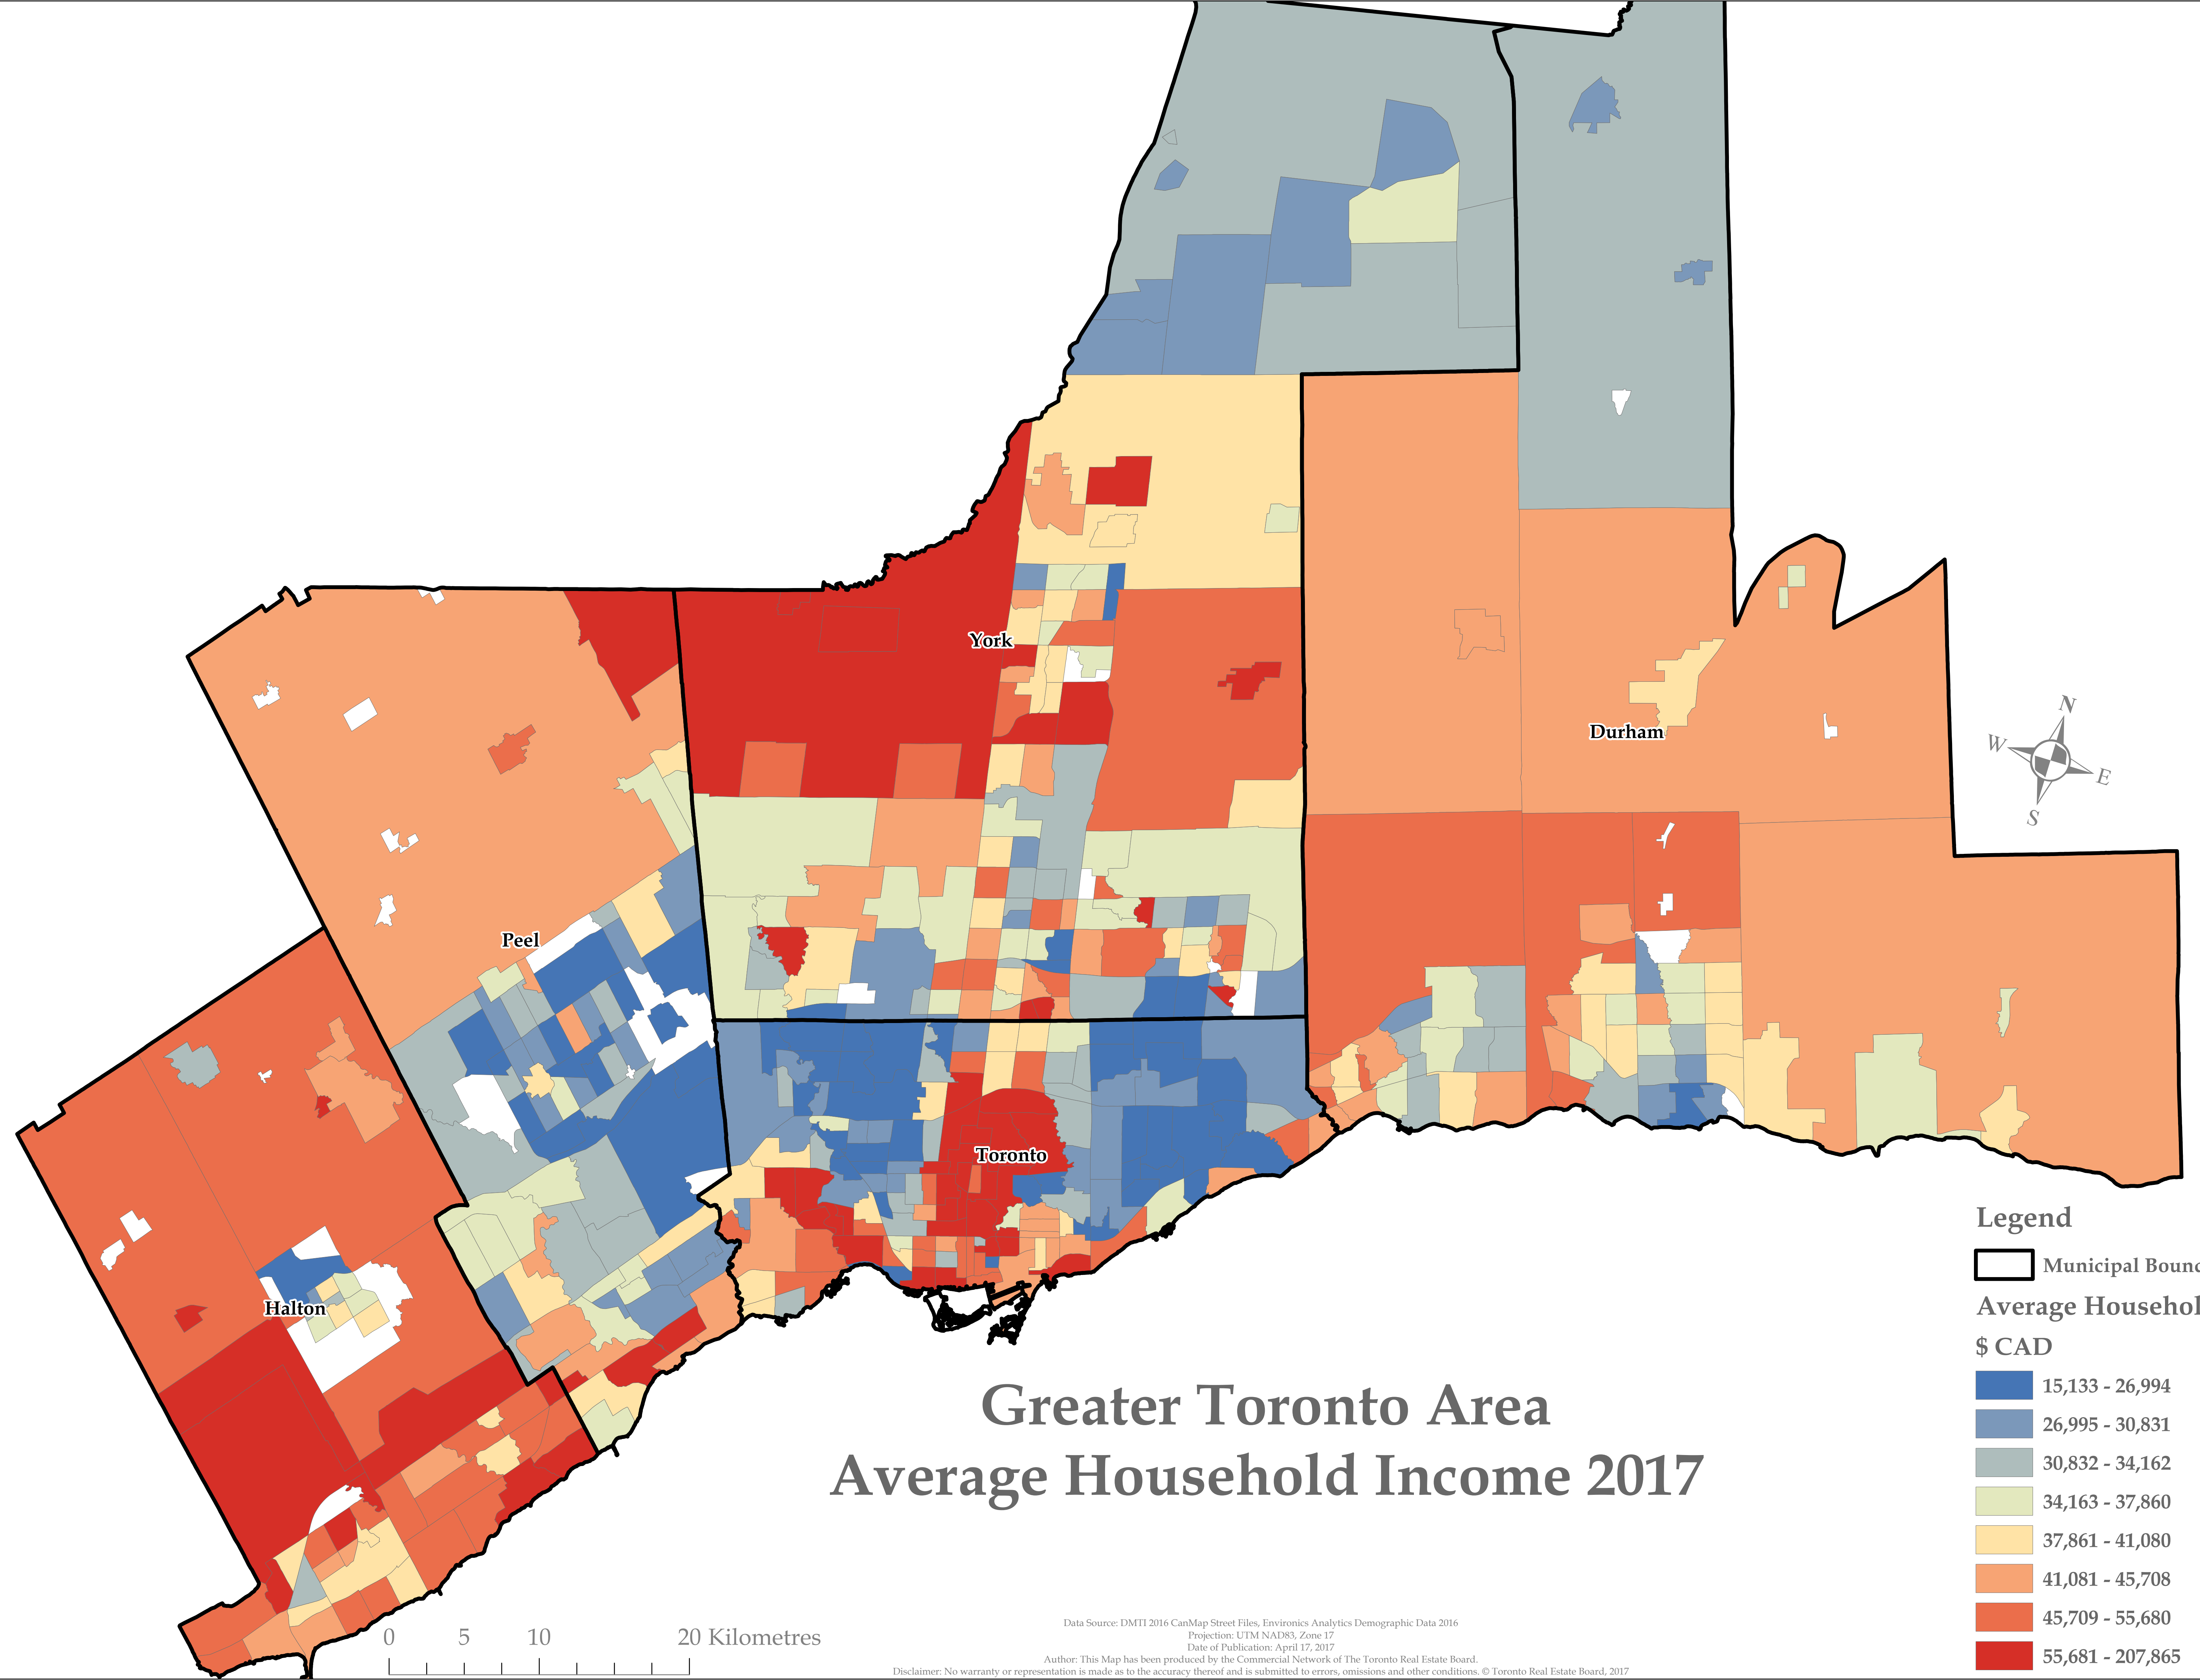 York
Durham
N
W
E
S
Peel
Toronto
Halton
Legend
Municipal Bounc
Average Househol
$ CAD
15,133 - 26,994
26,995 - 30,831
30,832 - 34,162
34,163 - 37,860
37,861 - 41,080
41,081 - 45,708
45,709 - 55,680
55,681 - 207,865
Greater Toronto Area
Average Household Income 2017
0 5 10 20 Kilometres
Data Source: DMTI 2016 CanMap Street Files, Environics Analytics Demographic Data 2016
Projection: UTM NAD83, Zone 17
Date of Publication: April 17, 2017
Author: This Map has been produced by the Commercial Network of The Toronto Real Estate Board.
Disclaimer: No warranty or representation is made as to the accuracy thereof and is submitted to errors, omissions and other conditions. © Toronto Real Estate Board, 2017